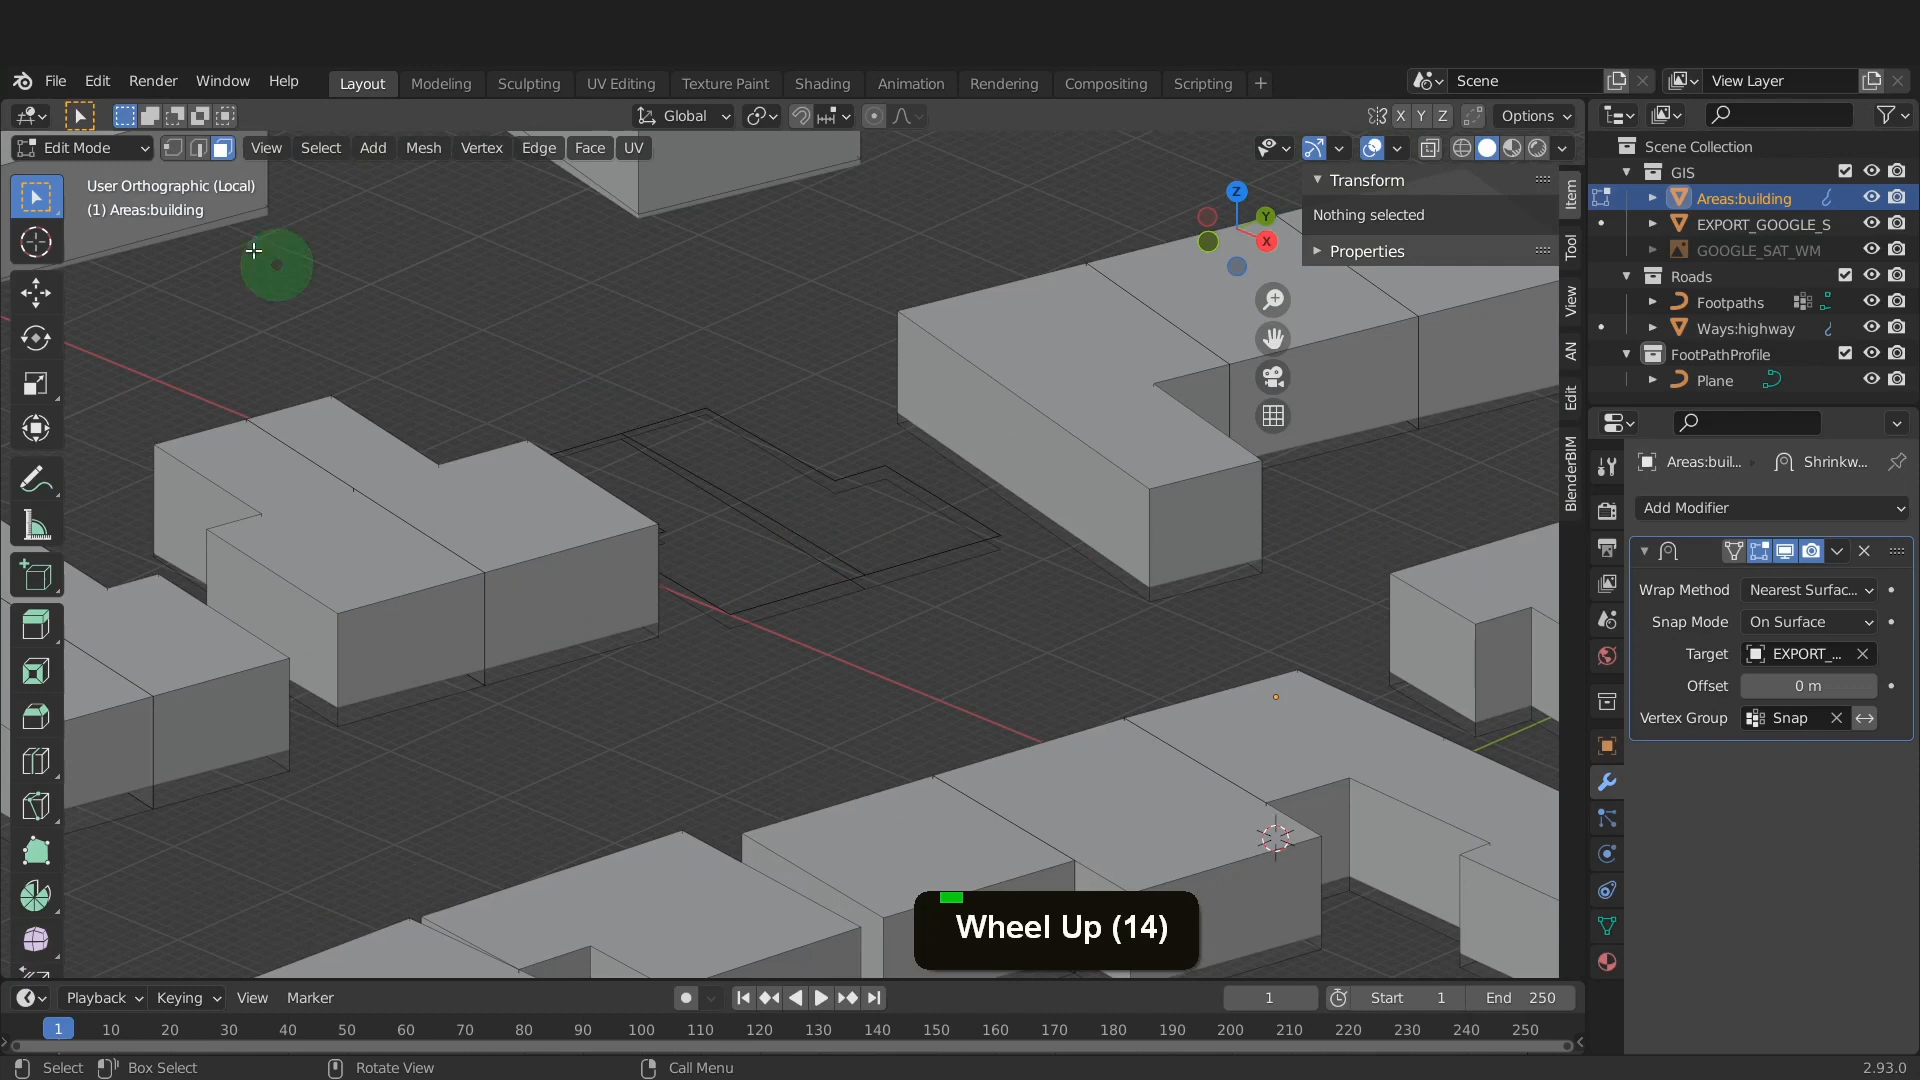 File Edit Render Window Help Layout Modeling Sculpting UV Editing Texture Paint Shading Animation Rendering Compositing Scripting + Scene View Layer
Global X Y Z Options
Edit Mode View Select Add Mesh Vertex Edge Face UV
User Orthographic (Local)
(1) Areas:building
Z
Y
X
Transform
Nothing selected
Properties
Item
Tool
View
AN
Edit
BlenderBIM
Scene Collection
GIS
Areas:building
EXPORT_GOOGLE_S
GOOGLE_SAT_WM
Roads
Footpaths
Ways:highway
FootPathProfile
Plane
Areas:buil... Shrinkw...
Add Modifier
Wrap Method Nearest Surfac...
Snap Mode On Surface
Target EXPORT_...
Offset 0 m
Vertex Group Snap
Wheel Up (14)
Playback Keying View Marker 1 Start 1 End 250
1 10 20 30 40 50 60 70 80 90 100 110 120 130 140 150 160 170 180 190 200 210 220 230 240 250
Select Box Select Rotate View Call Menu 2.93.0